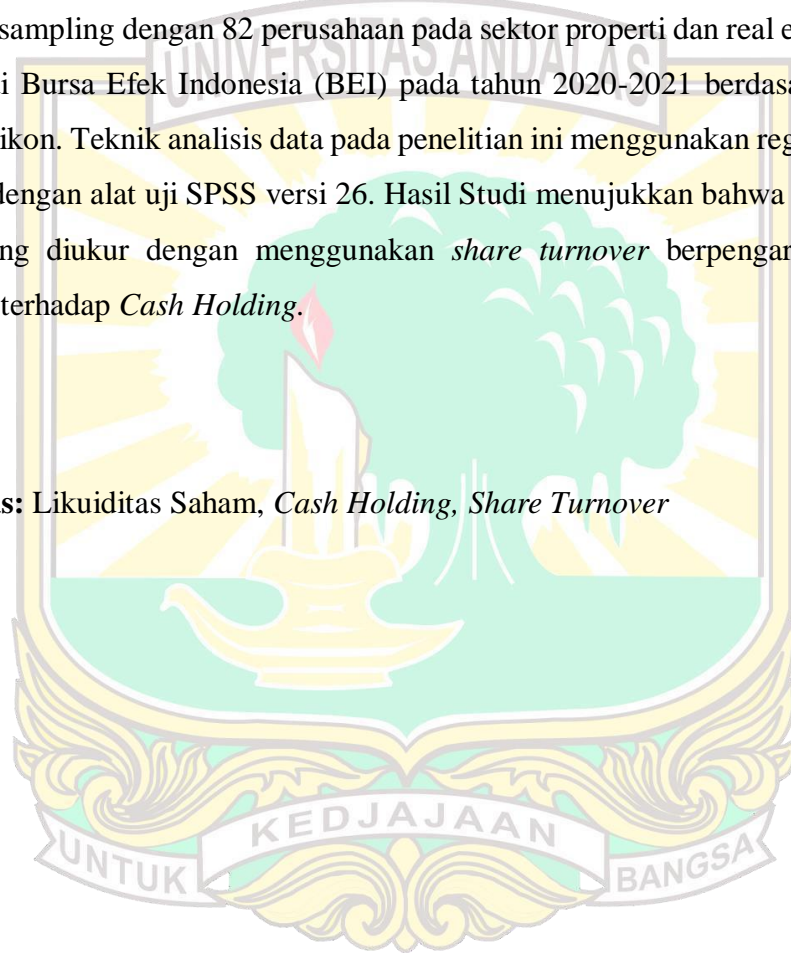 sampling dengan 82 perusahaan pada sektor properti dan real e
i Bursa Efek Indonesia (BEI) pada tahun 2020-2021 berdasa
ikon. Teknik analisis data pada penelitian ini menggunakan reg
dengan alat uji SPSS versi 26. Hasil Studi menujukkan bahwa
ng diukur dengan menggunakan share turnover berpengar
terhadap Cash Holding.
s: Likuiditas Saham, Cash Holding, Share Turnover
UNIVERSITAS ANDALAS
UNTUK KEDJAJAAN BANGSA